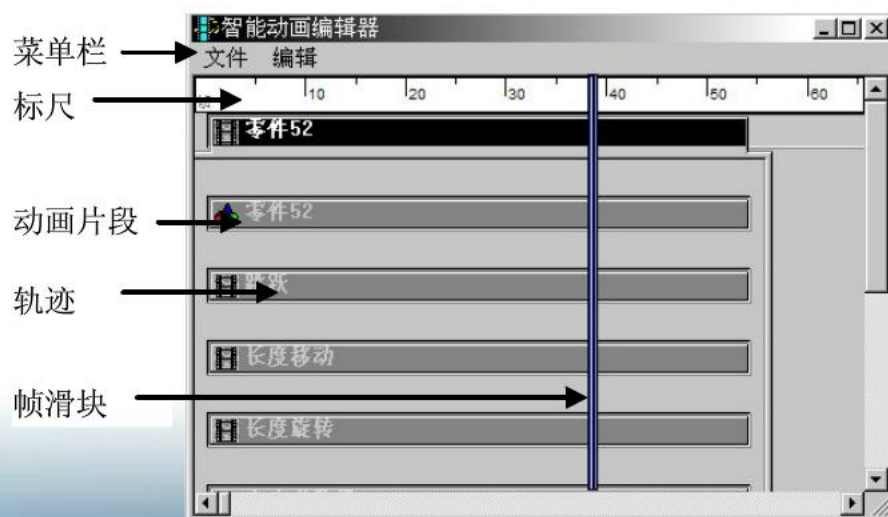 智能动画编辑器
菜单栏
文件 编辑
标尺
帧 10 20 30 40 50 60
零件52
动画片段
零件52
轨迹
长度移动
帧滑块
长度旋转